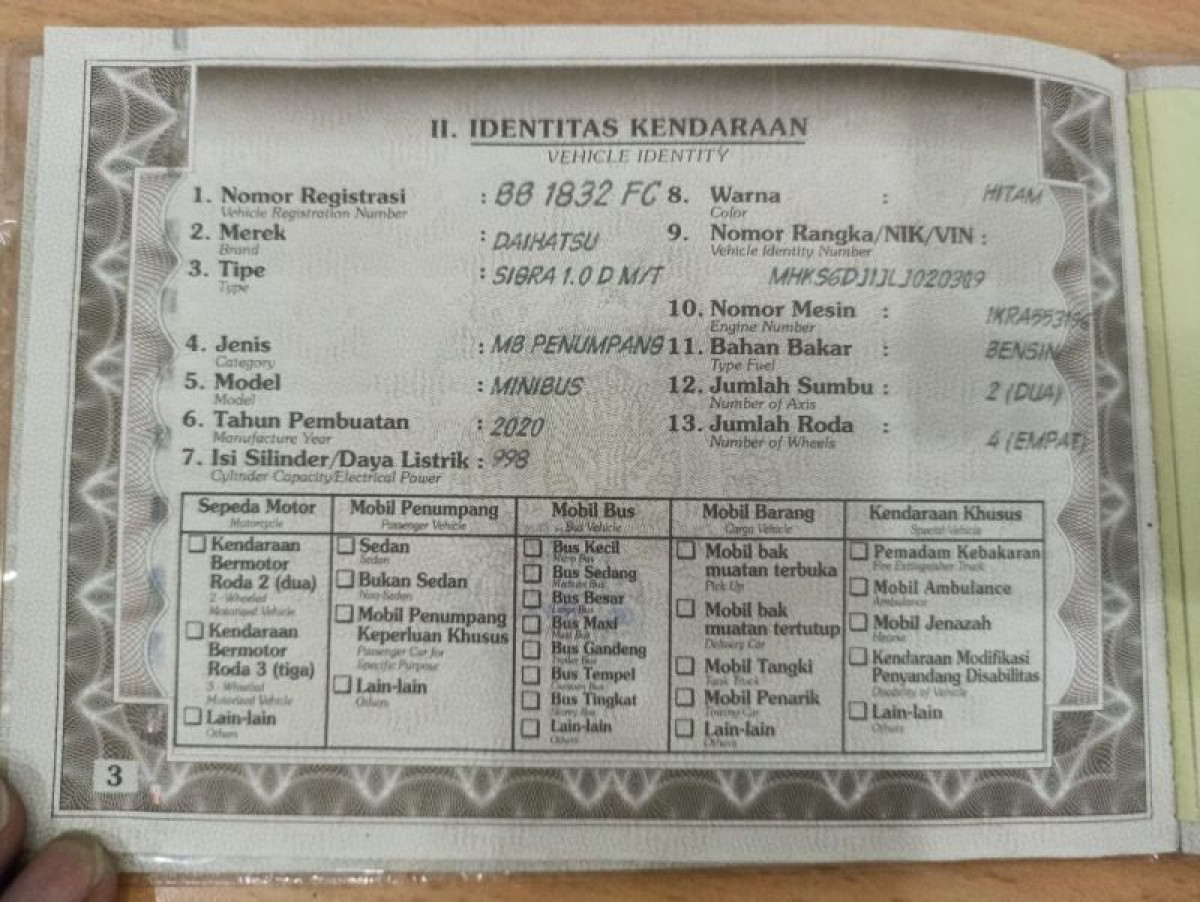 II. IDENTITAS KENDARAAN
VEHICLE IDENTITY
1. Nomor Registrasi : BB 1832 FC
Vehicle Registration Number
2. Merek : DAIHATSU
Brand
3. Tipe : SIGRA 1.0 D M/T
Type
4. Jenis : MB PENUMPANG
Category
5. Model : MINIBUS
Model
6. Tahun Pembuatan : 2020
Manufacture Year
7. Isi Silinder/Daya Listrik : 998
Cylinder Capacity/Electrical Power
8. Warna : HITAM
Color
9. Nomor Rangka/NIK/VIN :
Vehicle Identity Number
10. Nomor Mesin :
Engine Number
11. Bahan Bakar : BENSIN
Type Fuel
12. Jumlah Sumbu : 2 (DUA)
Number of Axis
13. Jumlah Roda : 4 (EMPAT)
Number of Wheels
Sepeda Motor
Motorcycle
Kendaraan
Bermotor
Roda 2 (dua)
2 - Wheeled
Motorized Vehicle
Kendaraan
Bermotor
Roda 3 (tiga)
3 - Wheeled
Motorized Vehicle
Lain-lain
Others
Mobil Penumpang
Passenger Vehicle
Sedan
Sedan
Bukan Sedan
Non-Sedan
Mobil Penumpang
Keperluan Khusus
Passenger Car for
Specific Purpose
Lain-lain
Others
Mobil Bus
Bus Vehicle
Bus Kecil
Micro Bus
Bus Sedang
Medium Bus
Bus Besar
Large Bus
Bus Maxi
Maxi Bus
Bus Gandeng
Trailer Bus
Bus Tempel
Bus Tingkat
Lain-lain
Others
Mobil Barang
Cargo Vehicle
Mobil bak
muatan terbuka
Pick Up
Mobil bak
muatan tertutup
Delivery Car
Mobil Tangki
Tank Truck
Mobil Penarik
Towing Car
Lain-lain
Others
Kendaraan Khusus
Special Vehicle
Pemadam Kebakaran
Fire Extinguisher Truck
Mobil Ambulance
Ambulance
Mobil Jenazah
Hearse
Kendaraan Modifikasi
Penyandang Disabilitas
Disability of Vehicle
Lain-lain
Others
3